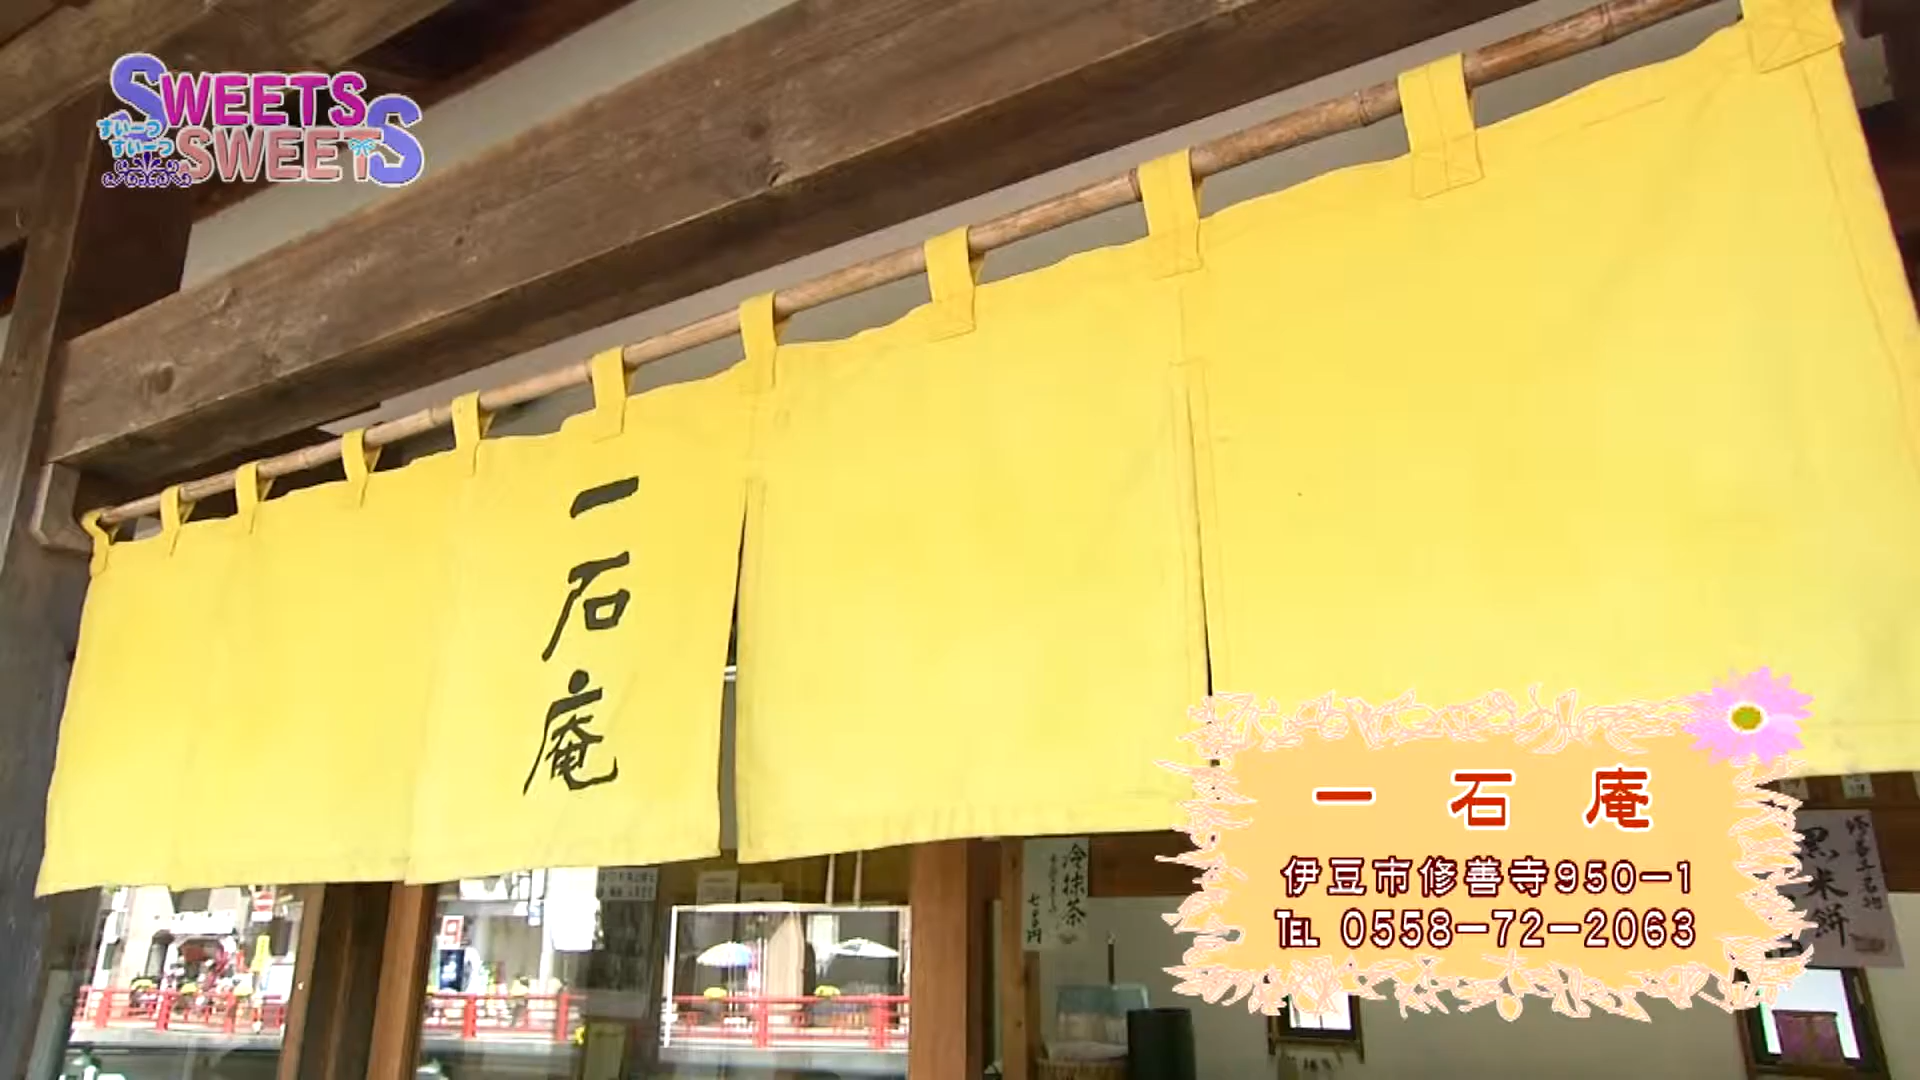 SWEETS
すいーつ
すいーつ
SWEETS
一石庵
一 石 庵
伊豆市修善寺950-1
℡ 0558-72-2063
冷抹茶
黒米餅